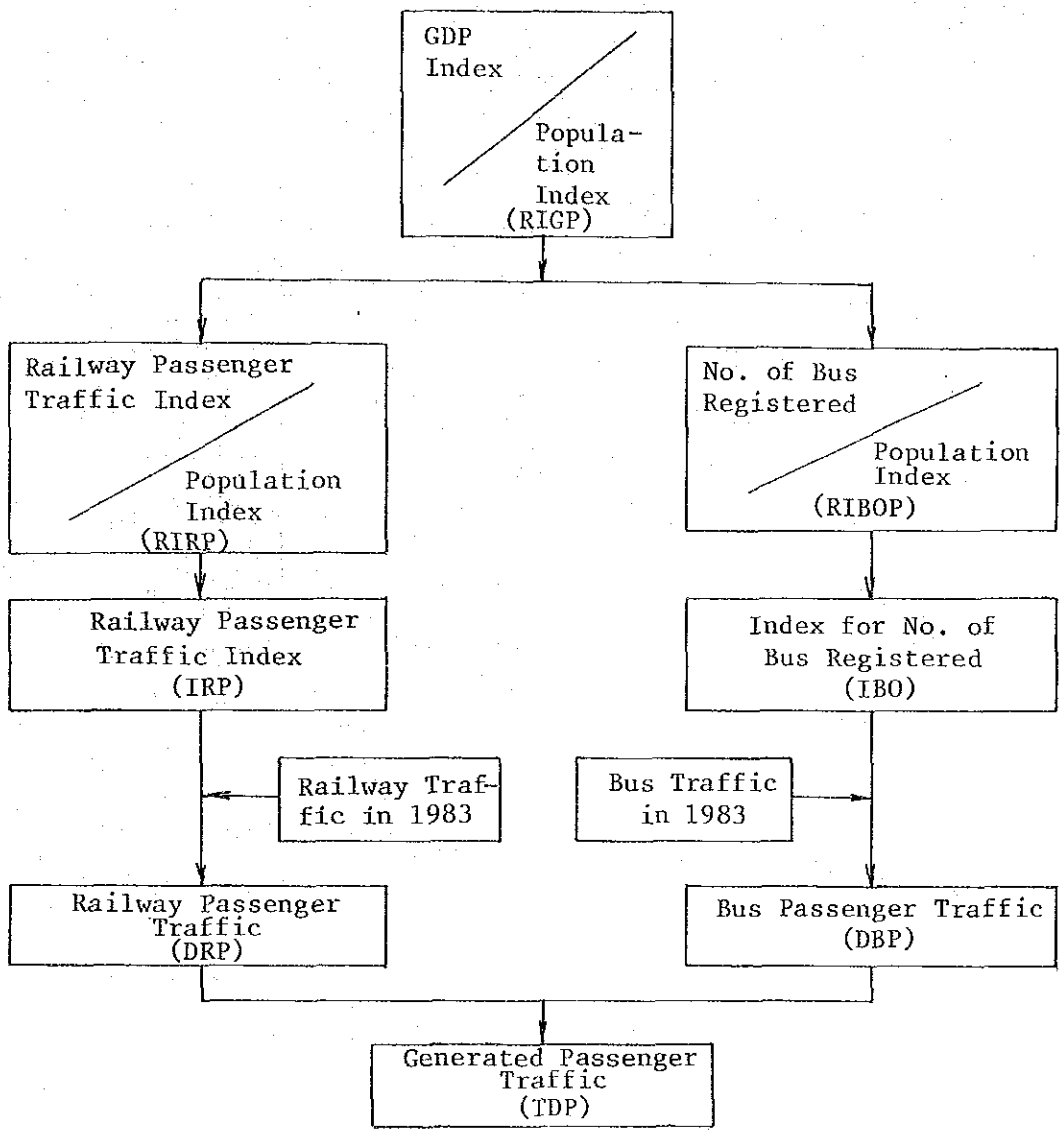 GDP
Index
Popula-
tion
Index
(RIGP)
Railway Passenger
Traffic Index
Population
Index
(RIRP)
No. of Bus
Registered
Population
Index
(RIBOP)
Railway Passenger
Traffic Index
(IRP)
Index for No. of
Bus Registered
(IBO)
Railway Traf-
fic in 1983
Bus Traffic
in 1983
Railway Passenger
Traffic
(DRP)
Bus Passenger Traffic
(DBP)
Generated Passenger
Traffic
(TDP)